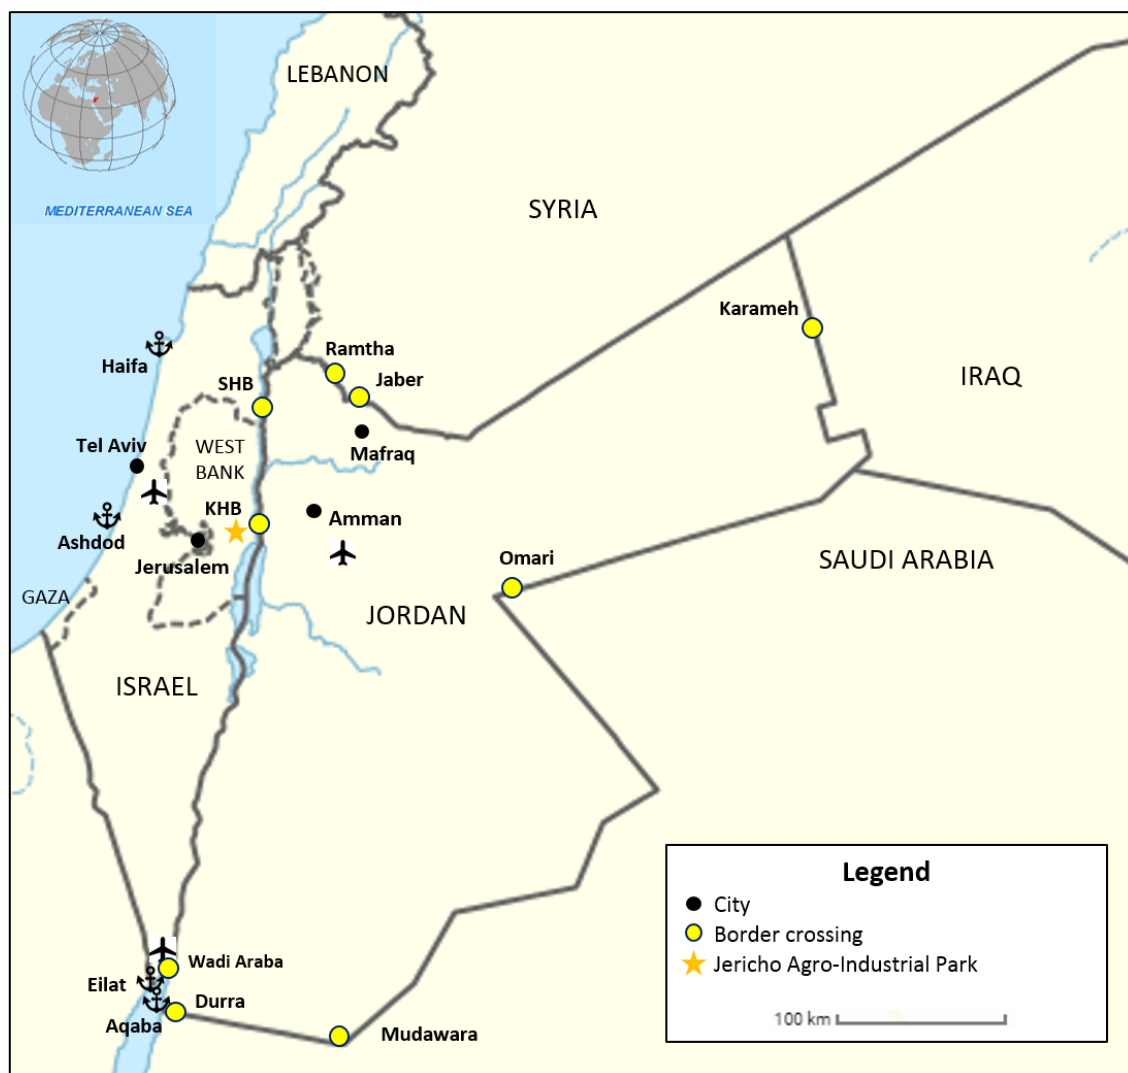 LEBANON
MEDITERRANEAN SEA
SYRIA
Karameh
Haifa
Ramtha
Jaber
IRAQ
SHB
Tel Aviv
WEST
BANK
Mafraq
KHB
Amman
Ashdod
Jerusalem
Omari
SAUDI ARABIA
GAZA
JORDAN
ISRAEL
Legend
City
Border crossing
Jericho Agro-Industrial Park
100 km
Wadi Araba
Eilat
Durra
Aqaba
Mudawara